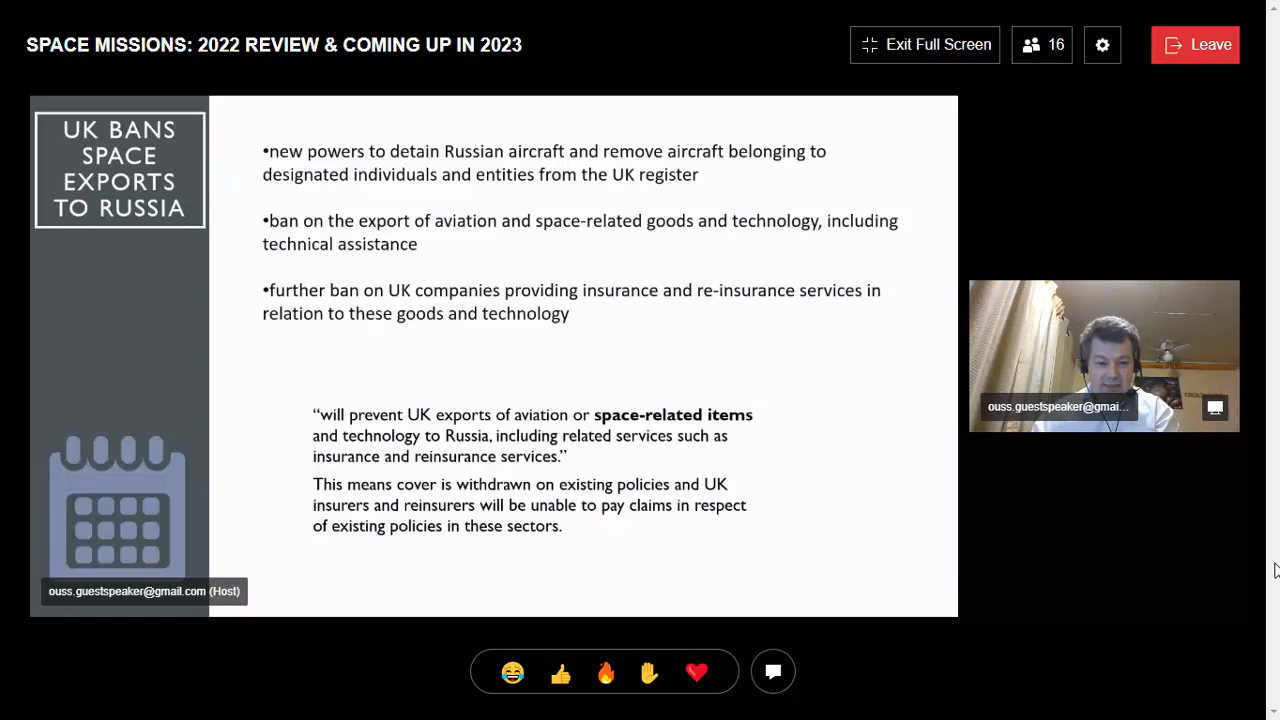 SPACE MISSIONS: 2022 REVIEW & COMING UP IN 2023
Exit Full Screen
16
Leave
UK BANS
SPACE
EXPORTS
TO RUSSIA
•new powers to detain Russian aircraft and remove aircraft belonging to
designated individuals and entities from the UK register
•ban on the export of aviation and space-related goods and technology, including
technical assistance
•further ban on UK companies providing insurance and re-insurance services in
relation to these goods and technology
“will prevent UK exports of aviation or space-related items
and technology to Russia, including related services such as
insurance and reinsurance services.”
This means cover is withdrawn on existing policies and UK
insurers and reinsurers will be unable to pay claims in respect
of existing policies in these sectors.
ouss.guestspeaker@gmail.com (Host)
ouss.guestspeaker@gmai...